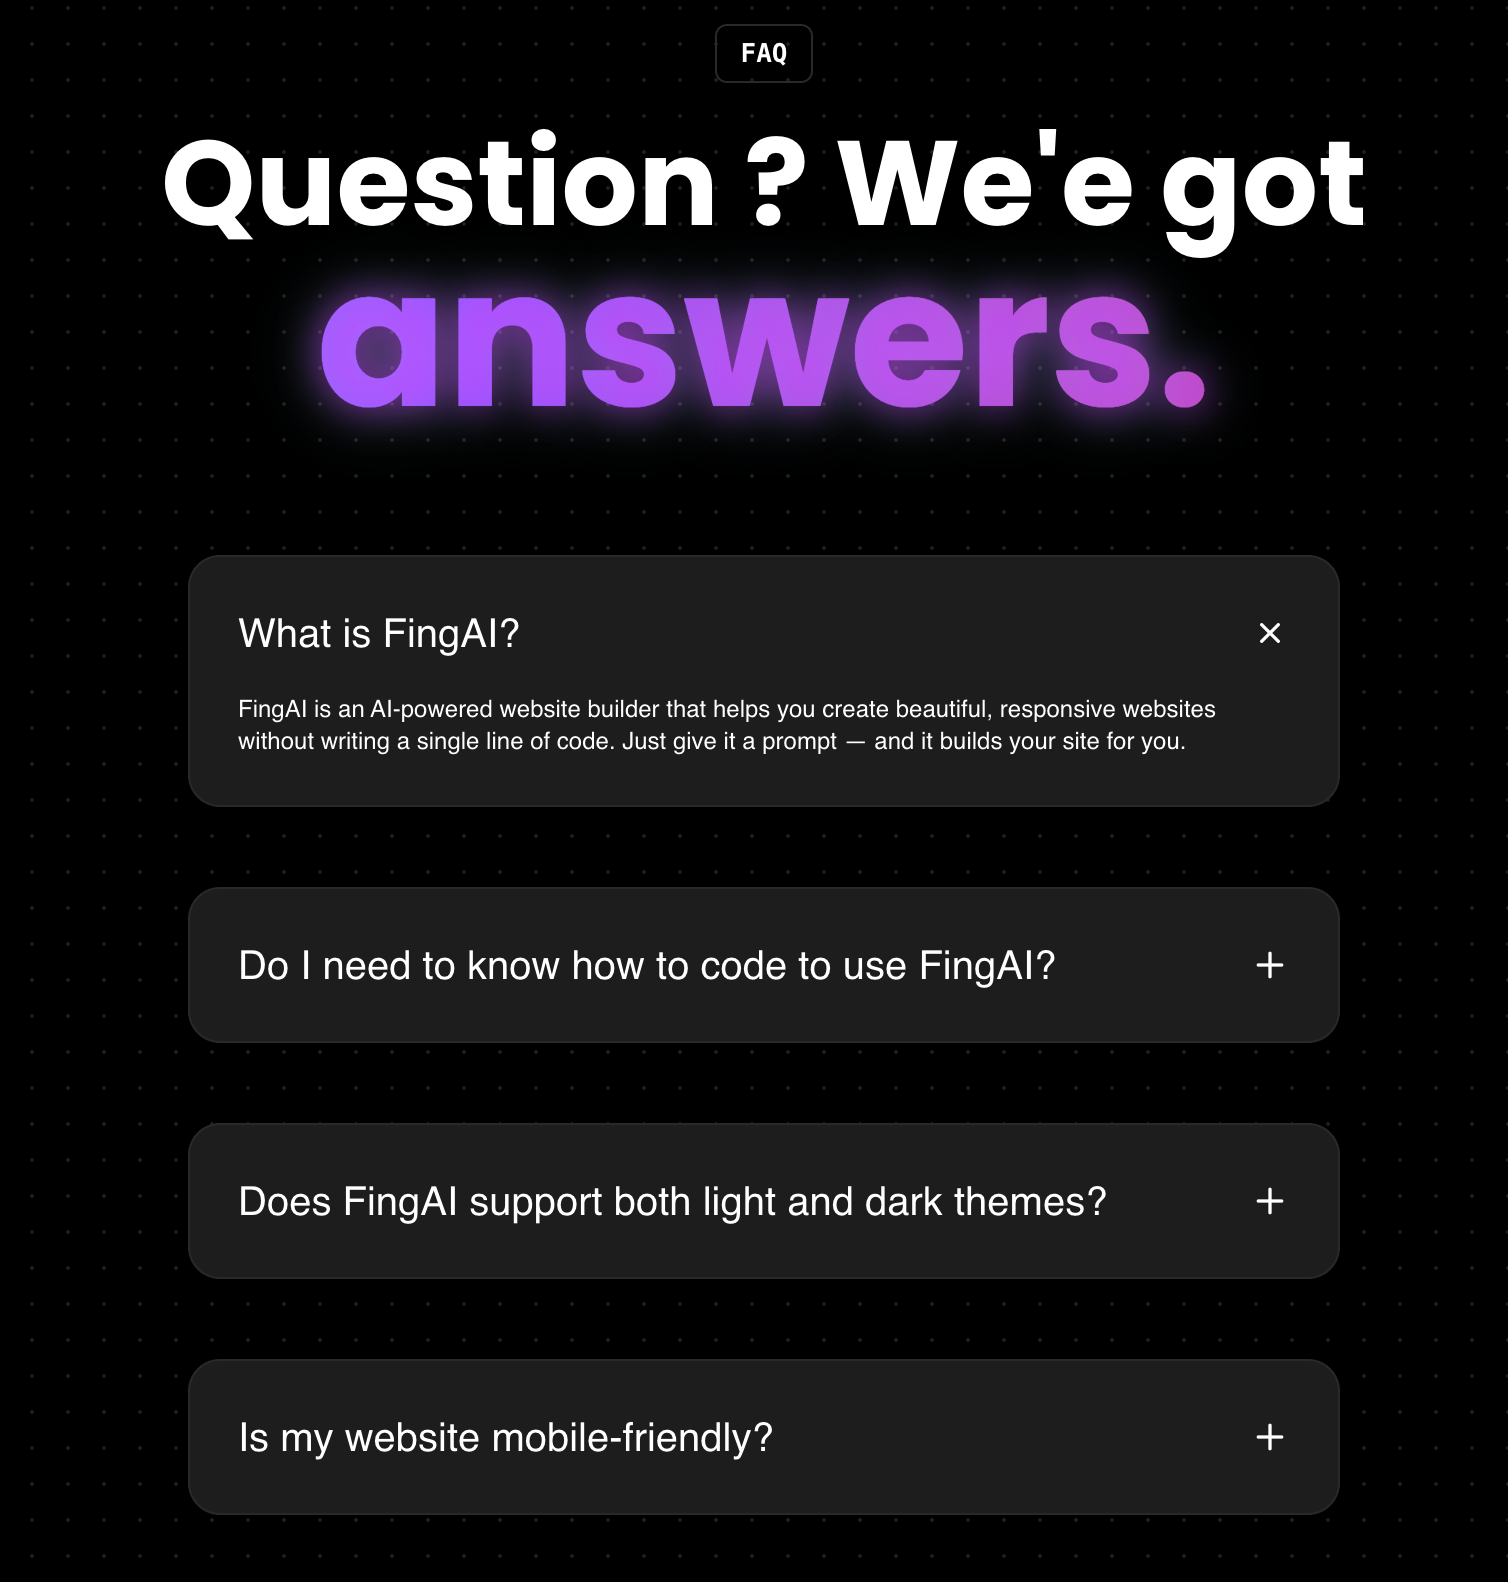 FAQ
Question ? We'e got
answers.
What is FingAI?
FingAI is an AI-powered website builder that helps you create beautiful, responsive websites
without writing a single line of code. Just give it a prompt — and it builds your site for you.
Do I need to know how to code to use FingAI?
Does FingAI support both light and dark themes?
Is my website mobile-friendly?